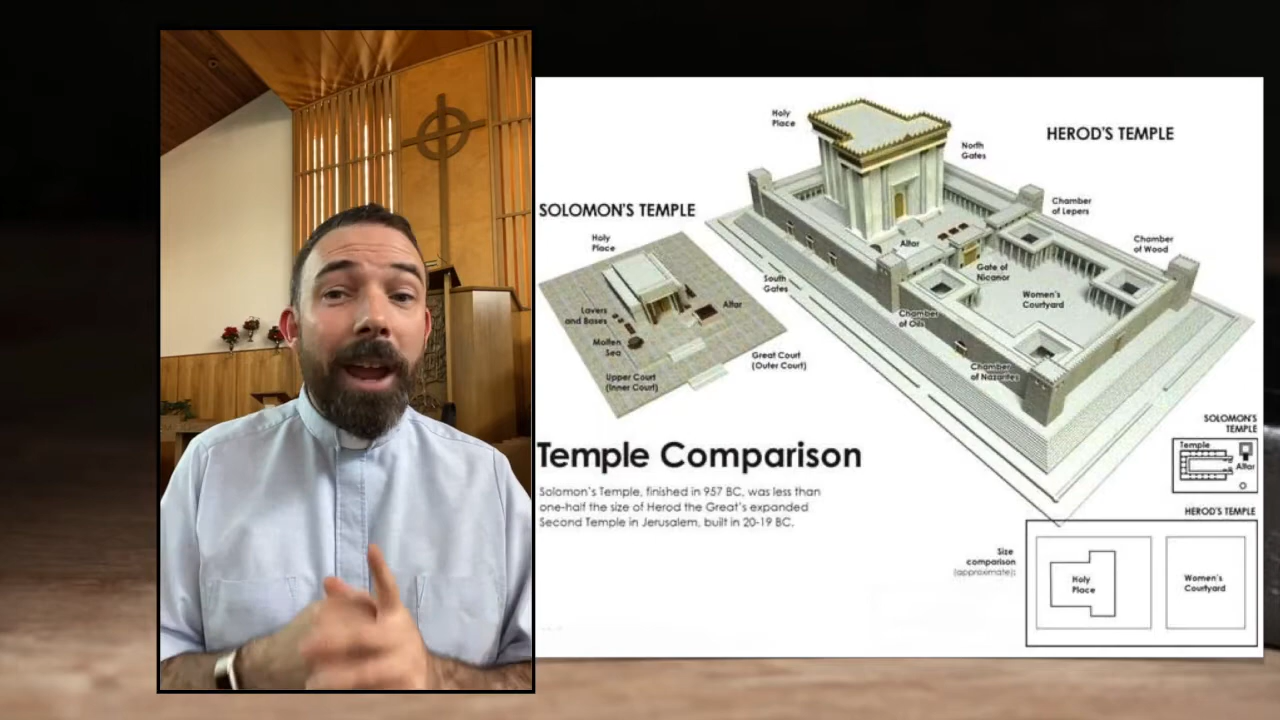 HEROD'S TEMPLE
Holy
Place
North
Gates
SOLOMON'S TEMPLE
Chamber
of Lepers
Holy
Place
Altar
Chamber
of Wood
Gate of
Nicanor
South
Gates
Women's
Courtyard
Lavers
and Bases
Altar
Chamber
of Oils
Molten
Sea
Great Court
(Outer Court)
Upper Court
(Inner Court)
Chamber
of Nazarites
Temple Comparison
Solomon's Temple, finished in 957 BC, was less than
one-half the size of Herod the Great's expanded
Second Temple in Jerusalem, built in 20-19 BC.
SOLOMON'S
TEMPLE
Temple
Altar
HEROD'S TEMPLE
Size
comparison
(approximate):
Holy
Place
Women's
Courtyard